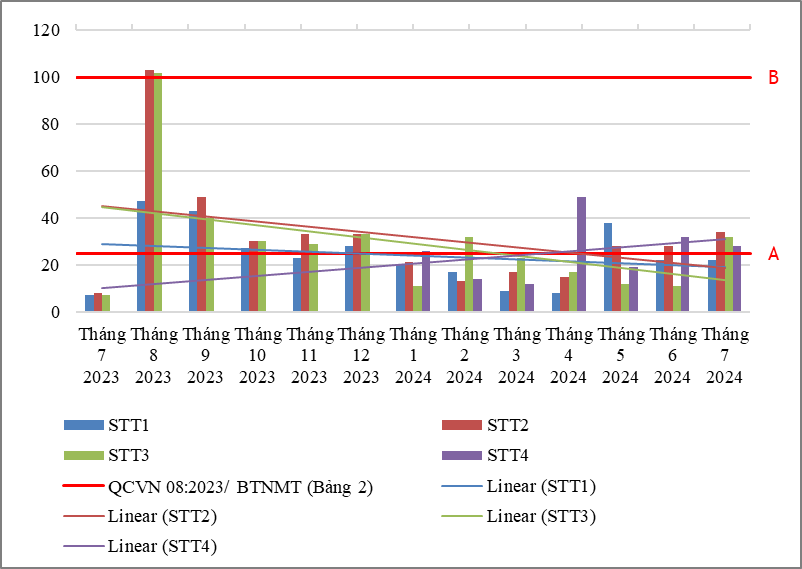 120
100
B
80
60
40
A
20
0
Tháng 7 2023
Tháng 8 2023
Tháng 9 2023
Tháng 10 2023
Tháng 11 2023
Tháng 12 2023
Tháng 1 2024
Tháng 2 2024
Tháng 3 2024
Tháng 4 2024
Tháng 5 2024
Tháng 6 2024
Tháng 7 2024
STT1
STT2
STT3
STT4
QCVN 08:2023/ BTNMT (Bảng 2)
Linear (STT1)
Linear (STT2)
Linear (STT3)
Linear (STT4)